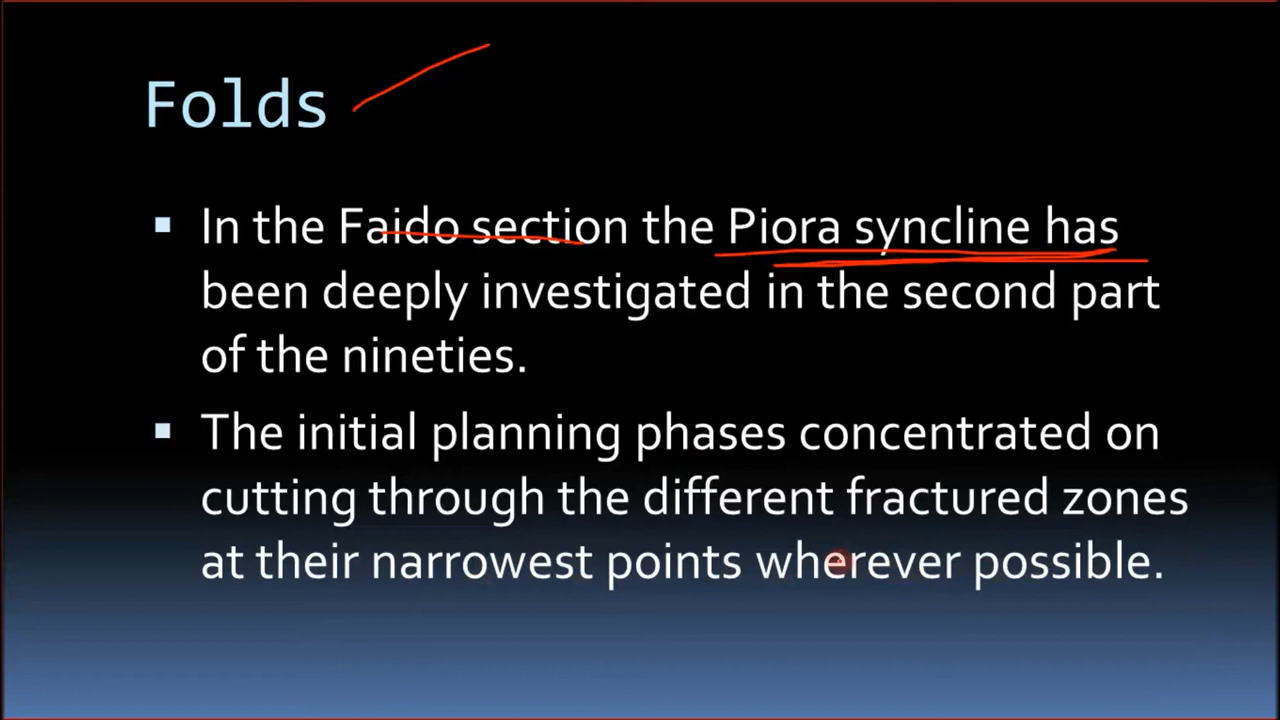 Folds
In the Faido section the Piora syncline has
been deeply investigated in the second part
of the nineties.
The initial planning phases concentrated on
cutting through the different fractured zones
at their narrowest points wherever possible.